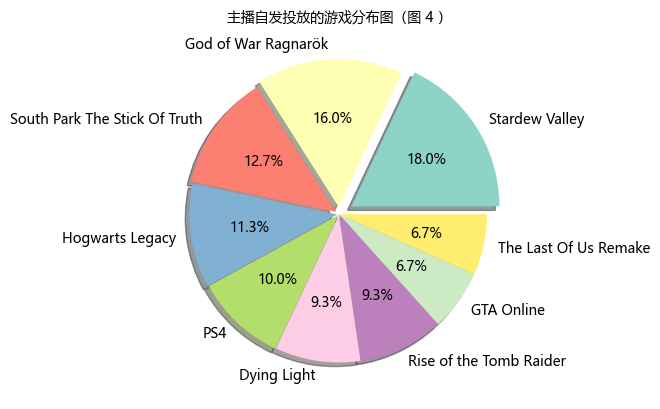 主播自发投放的游戏分布图（图 4 ）
God of War Ragnarök
16.0%
Stardew Valley
18.0%
South Park The Stick Of Truth
12.7%
Hogwarts Legacy
11.3%
PS4
10.0%
Dying Light
9.3%
Rise of the Tomb Raider
9.3%
GTA Online
6.7%
The Last Of Us Remake
6.7%